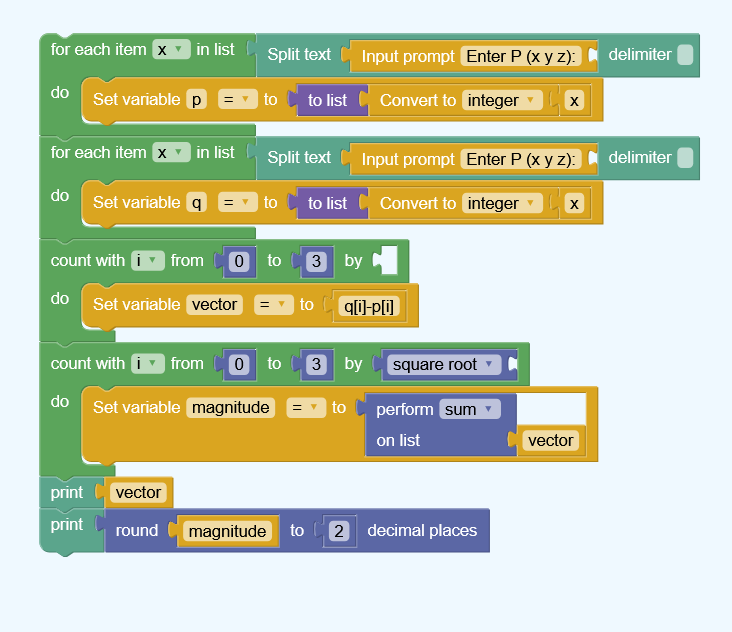 for each item x in list Split text Input prompt Enter P (x y z): delimiter
do Set variable p = to to list Convert to integer x
for each item x in list Split text Input prompt Enter P (x y z): delimiter
do Set variable q = to to list Convert to integer x
count with i from 0 to 3 by
do Set variable vector = to q[i]-p[i]
count with i from 0 to 3 by square root
do Set variable magnitude = to perform sum
on list vector
print vector
print round magnitude to 2 decimal places